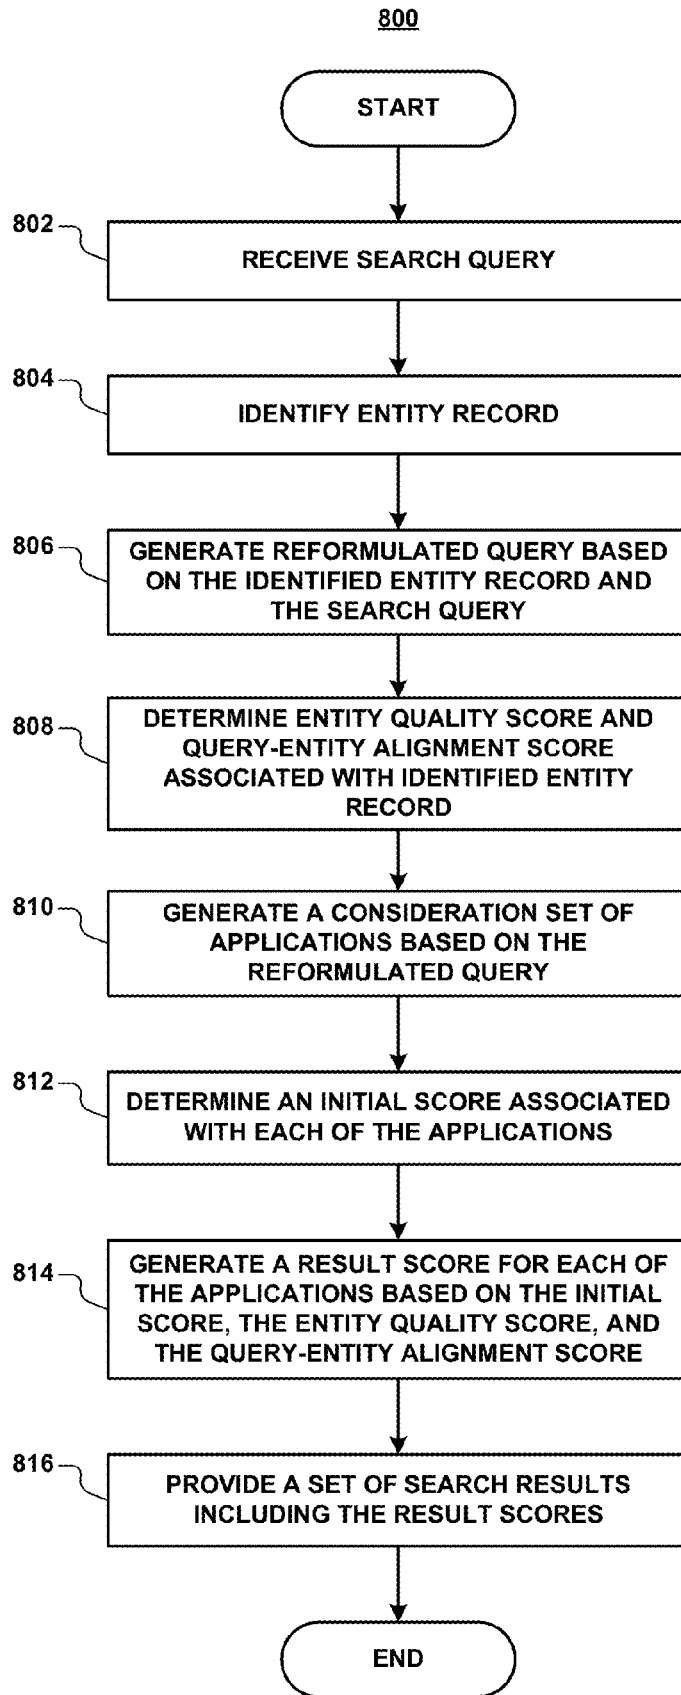 800
START
802
RECEIVE SEARCH QUERY
804
IDENTIFY ENTITY RECORD
806
GENERATE REFORMULATED QUERY BASED
ON THE IDENTIFIED ENTITY RECORD AND
THE SEARCH QUERY
808
DETERMINE ENTITY QUALITY SCORE AND
QUERY-ENTITY ALIGNMENT SCORE
ASSOCIATED WITH IDENTIFIED ENTITY
RECORD
810
GENERATE A CONSIDERATION SET OF
APPLICATIONS BASED ON THE
REFORMULATED QUERY
812
DETERMINE AN INITIAL SCORE ASSOCIATED
WITH EACH OF THE APPLICATIONS
814
GENERATE A RESULT SCORE FOR EACH OF
THE APPLICATIONS BASED ON THE INITIAL
SCORE, THE ENTITY QUALITY SCORE, AND
THE QUERY-ENTITY ALIGNMENT SCORE
816
PROVIDE A SET OF SEARCH RESULTS
INCLUDING THE RESULT SCORES
END